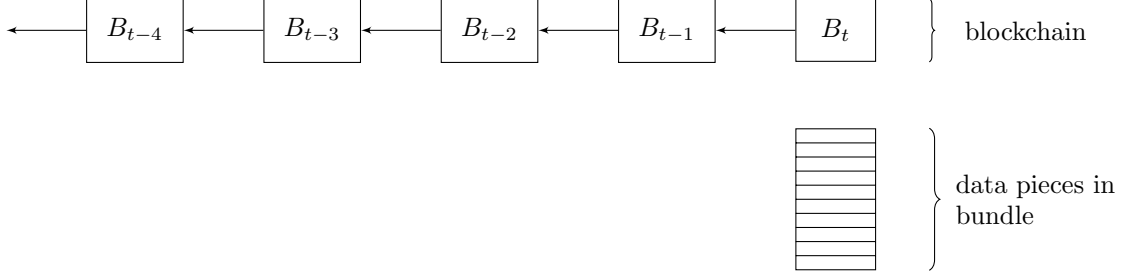 B_{t−4} B_{t−3} B_{t−2} B_{t−1} B_t blockchain
data pieces in
bundle